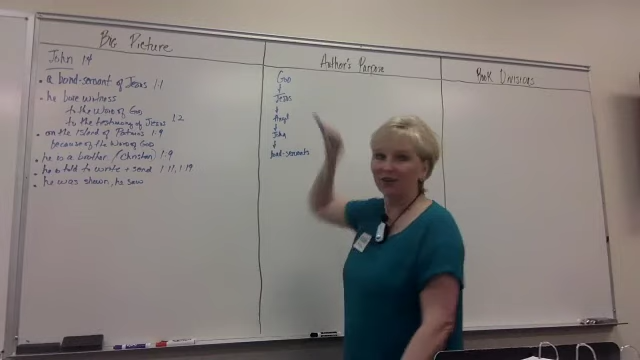 Big Picture
John 14
• a bond-servant of Jesus 1:1
- he bore witness
to the Word of God
to the testimony of Jesus 1:2
• on the island of Patmos 1:9
because of the Word of God
• he is a brother / (Christian) 1:9
• he is told to write + send 1:11, 1:19
• he was shown, he saw
Author's Purpose
God
↓
Jesus
↓
Angel
↓
John
↓
bond-servants
Book Divisions